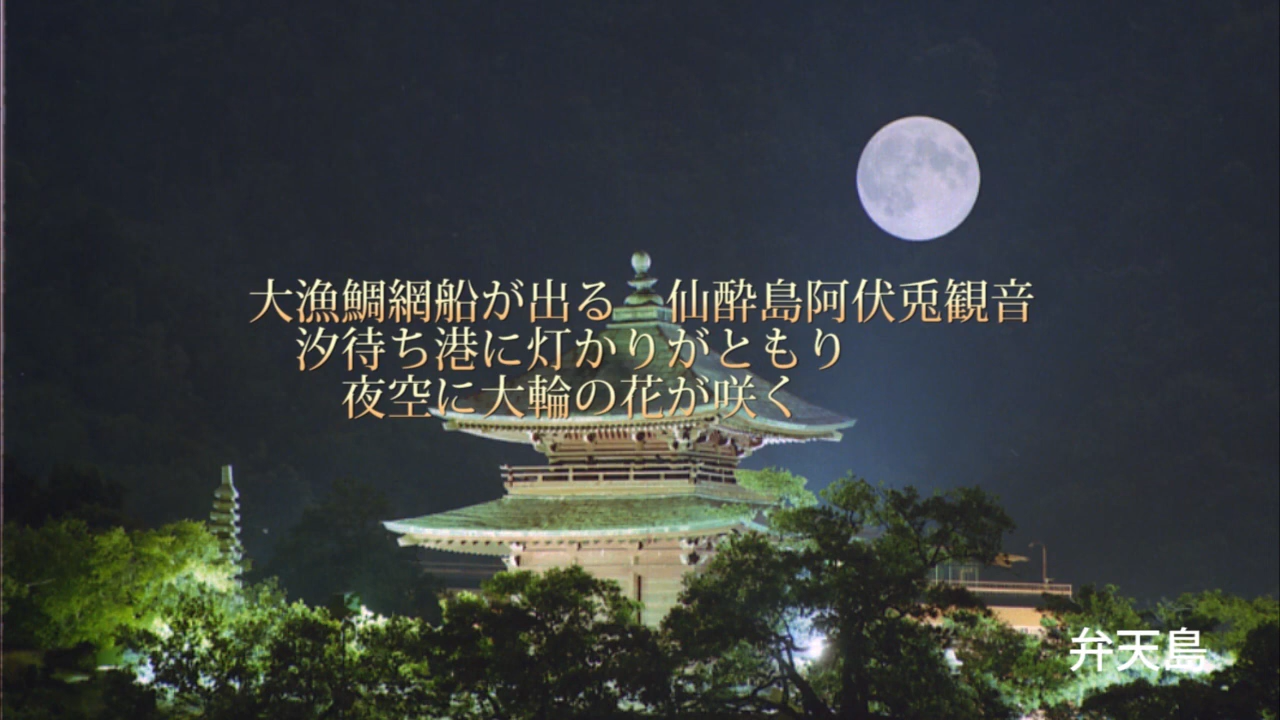 大漁鯛網船が出る　仙酔島阿伏兎観音
汐待ち港に灯かりがともり
夜空に大輪の花が咲く
弁天島